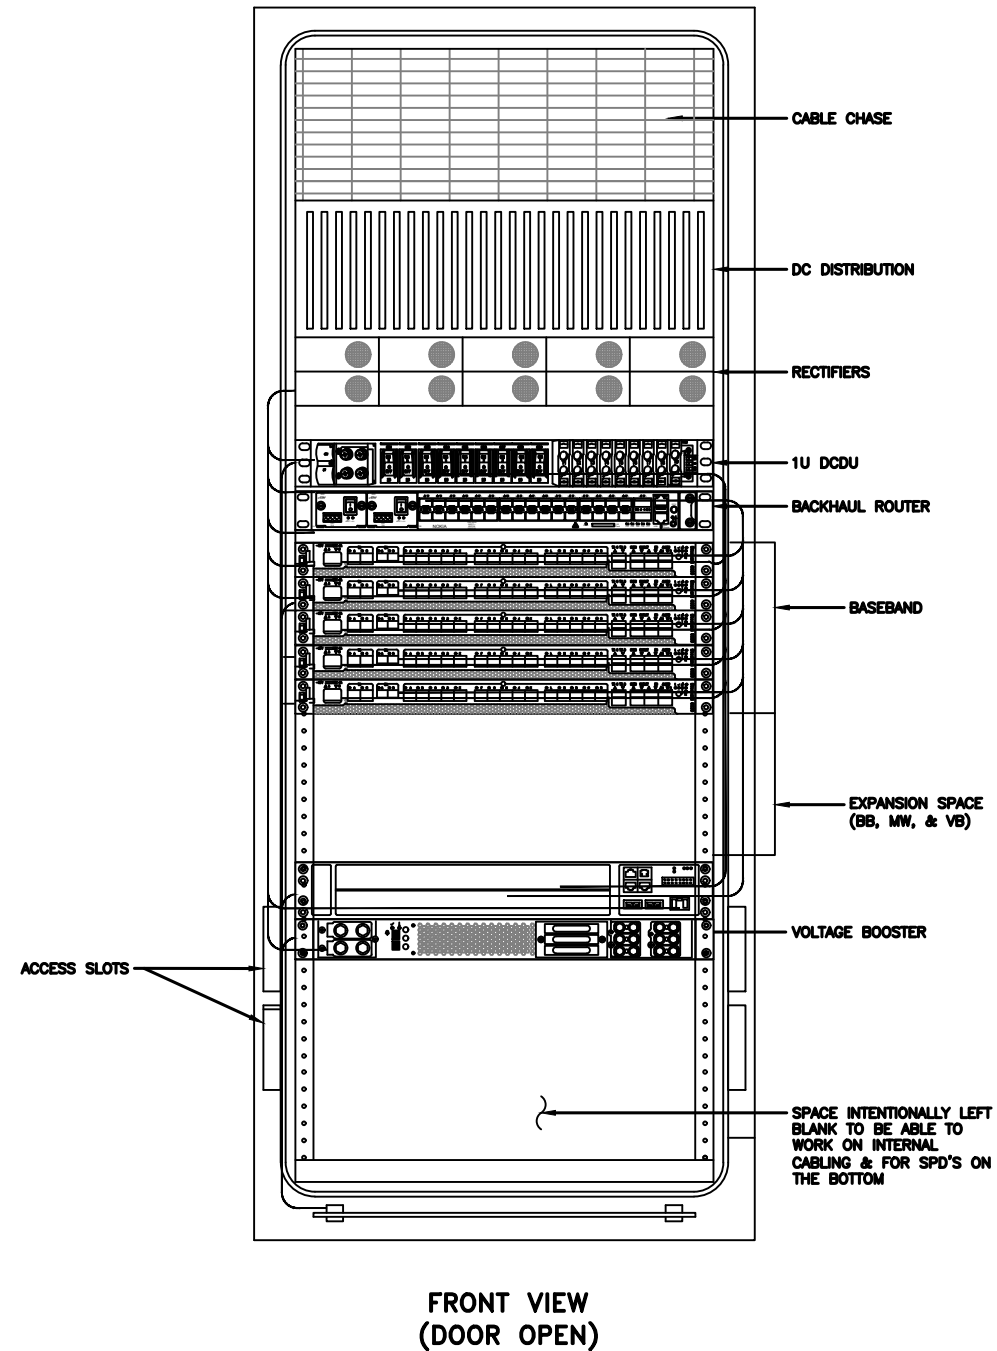 CABLE CHASE
DC DISTRIBUTION
RECTIFIERS
1U DCDU
BACKHAUL ROUTER
NOKIA
BASEBAND
EXPANSION SPACE
(BB, MW, & VB)
VOLTAGE BOOSTER
ACCESS SLOTS
SPACE INTENTIONALLY LEFT
BLANK TO BE ABLE TO
WORK ON INTERNAL
CABLING & FOR SPD'S ON
THE BOTTOM
FRONT VIEW
(DOOR OPEN)